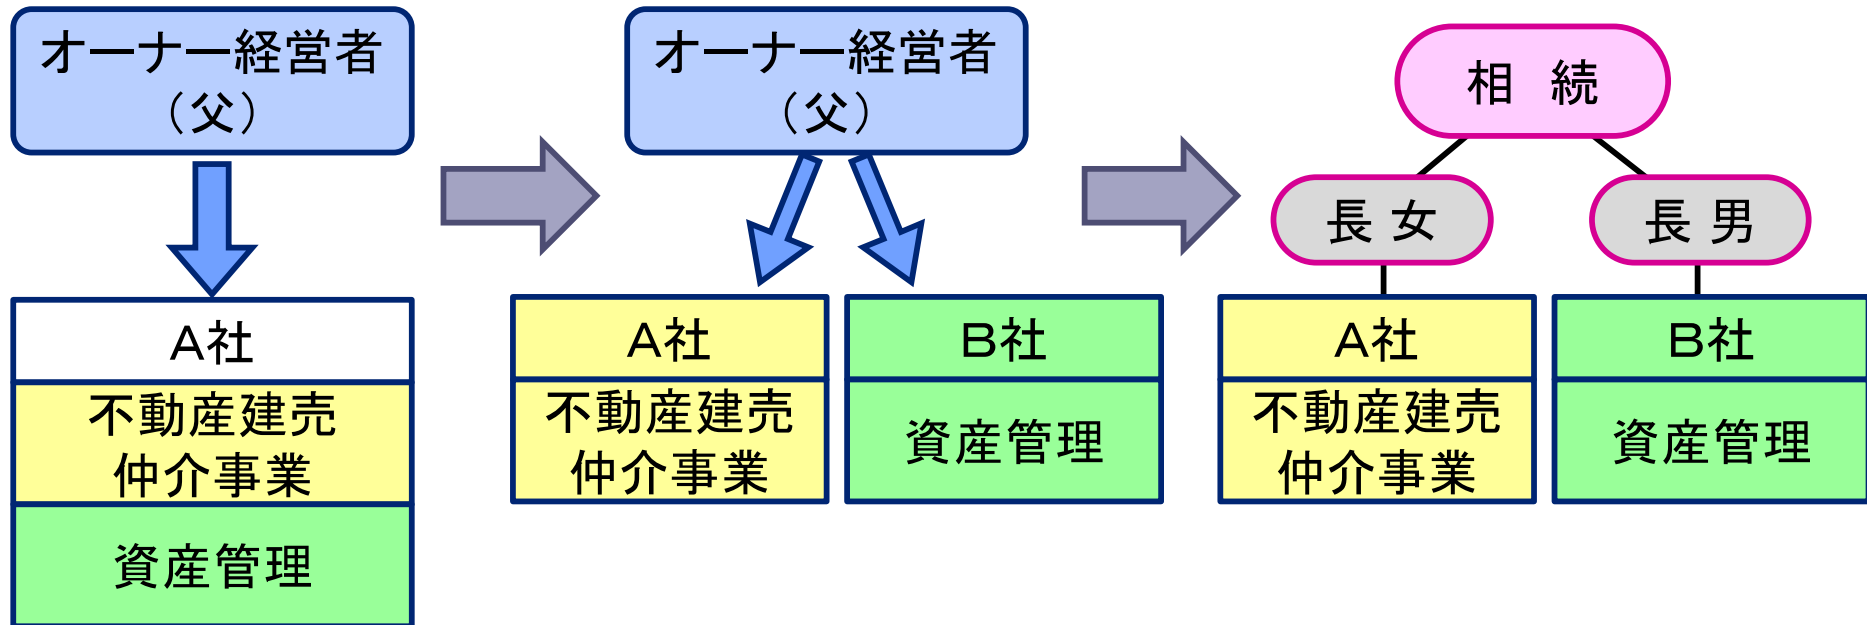 オーナー経営者
（父）
A社
不動産建売
仲介事業
資産管理
オーナー経営者
（父）
A社
不動産建売
仲介事業
B社
資産管理
相　続
長 女
長 男
A社
不動産建売
仲介事業
B社
資産管理